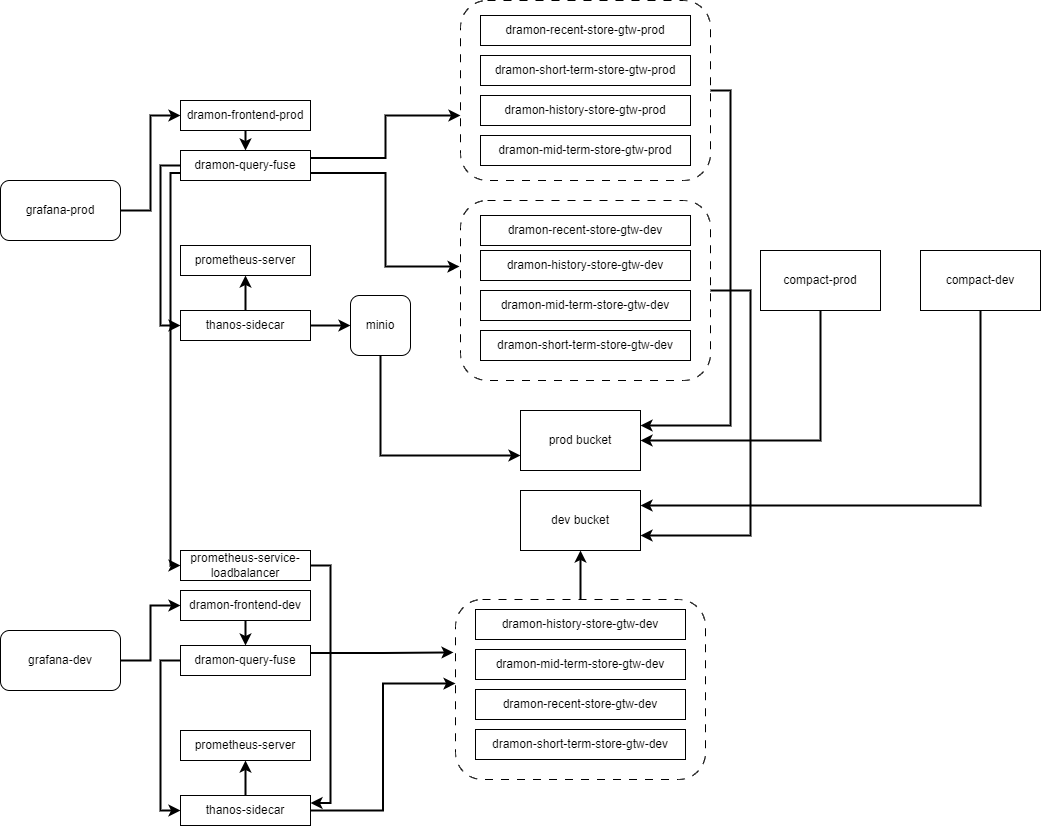 dramon-recent-store-gtw-prod
dramon-short-term-store-gtw-prod
dramon-history-store-gtw-prod
dramon-mid-term-store-gtw-prod
dramon-frontend-prod
dramon-query-fuse
grafana-prod
dramon-recent-store-gtw-dev
dramon-history-store-gtw-dev
dramon-mid-term-store-gtw-dev
dramon-short-term-store-gtw-dev
prometheus-server
thanos-sidecar
minio
compact-prod
compact-dev
prod bucket
dev bucket
prometheus-service-
loadbalancer
dramon-frontend-dev
grafana-dev
dramon-query-fuse
dramon-history-store-gtw-dev
dramon-mid-term-store-gtw-dev
dramon-recent-store-gtw-dev
dramon-short-term-store-gtw-dev
prometheus-server
thanos-sidecar